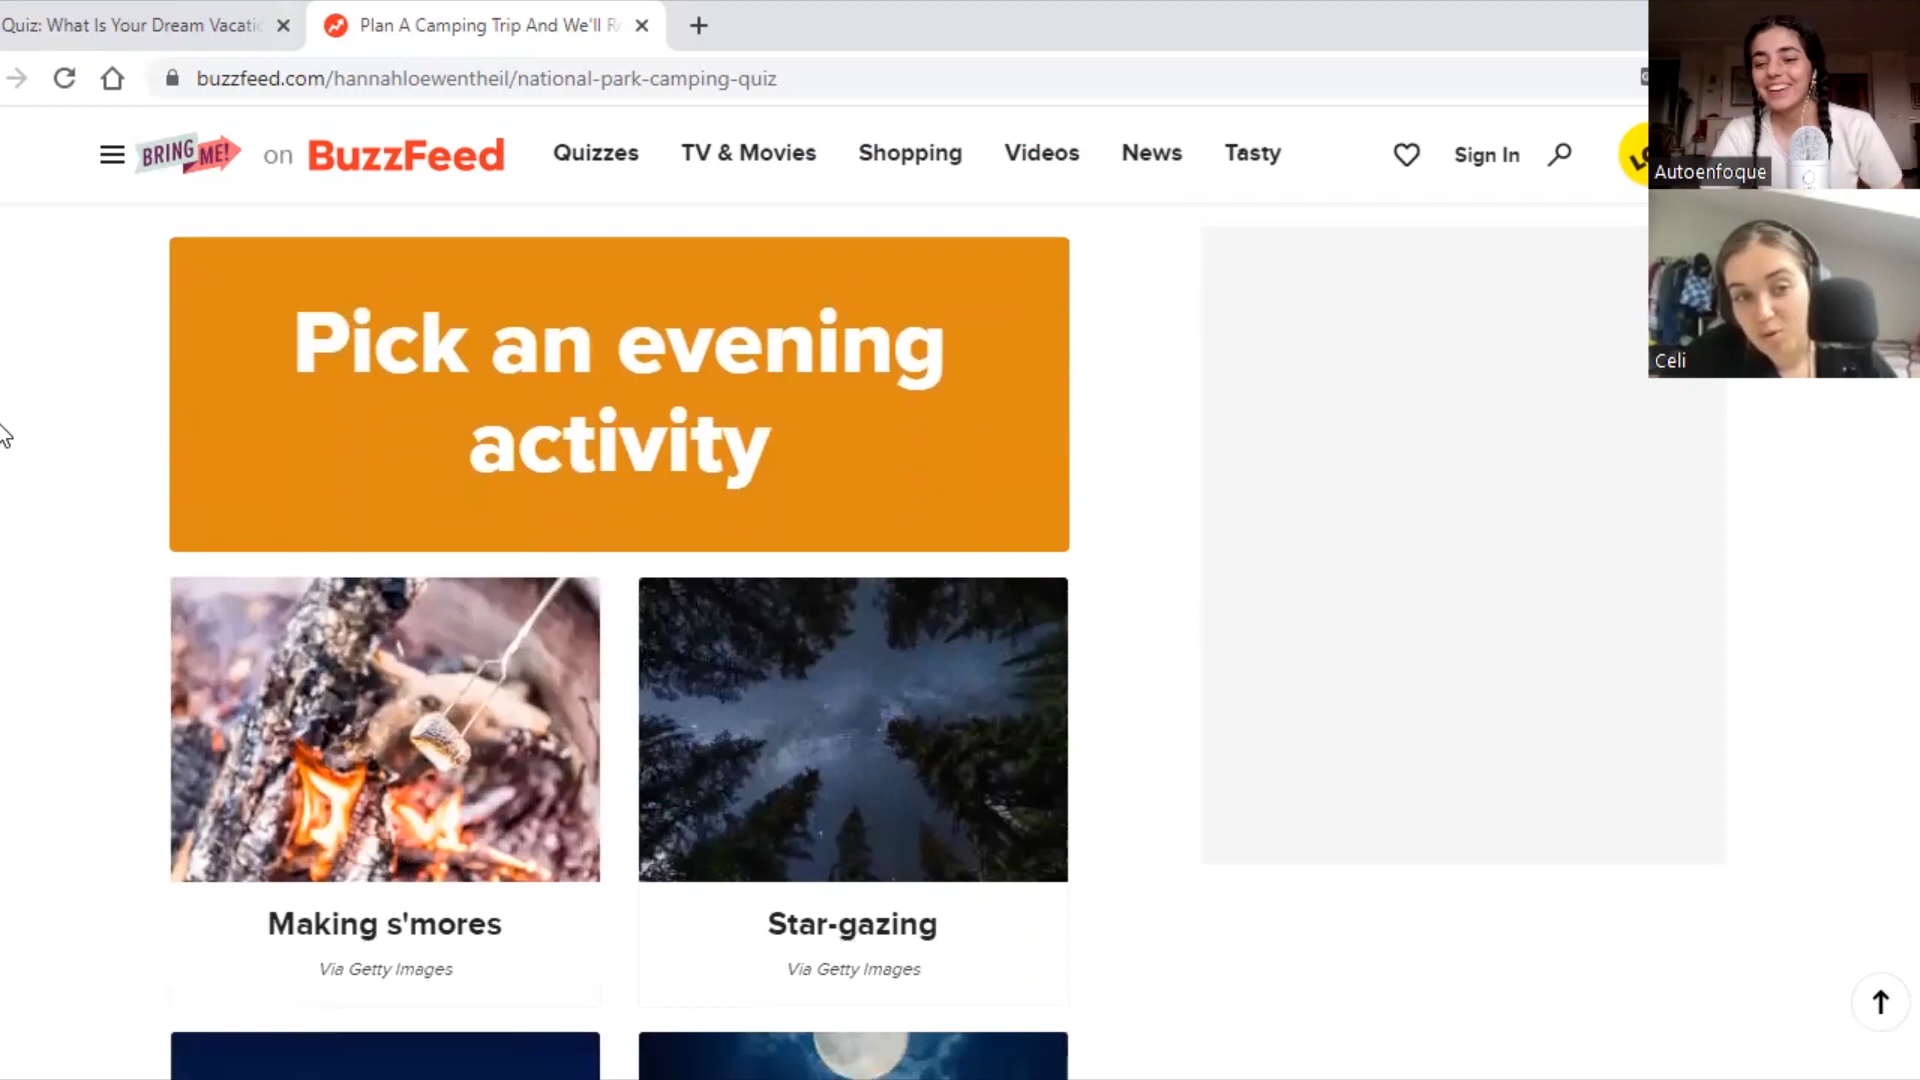 Quiz: What Is Your Dream Vacati
Plan A Camping Trip And We'll R
buzzfeed.com/hannahloewentheil/national-park-camping-quiz
BRING ME! on BuzzFeed Quizzes TV & Movies Shopping Videos News Tasty Sign In
Autoenfoque
Celi
Pick an evening
activity
Making s'mores
Via Getty Images
Star-gazing
Via Getty Images